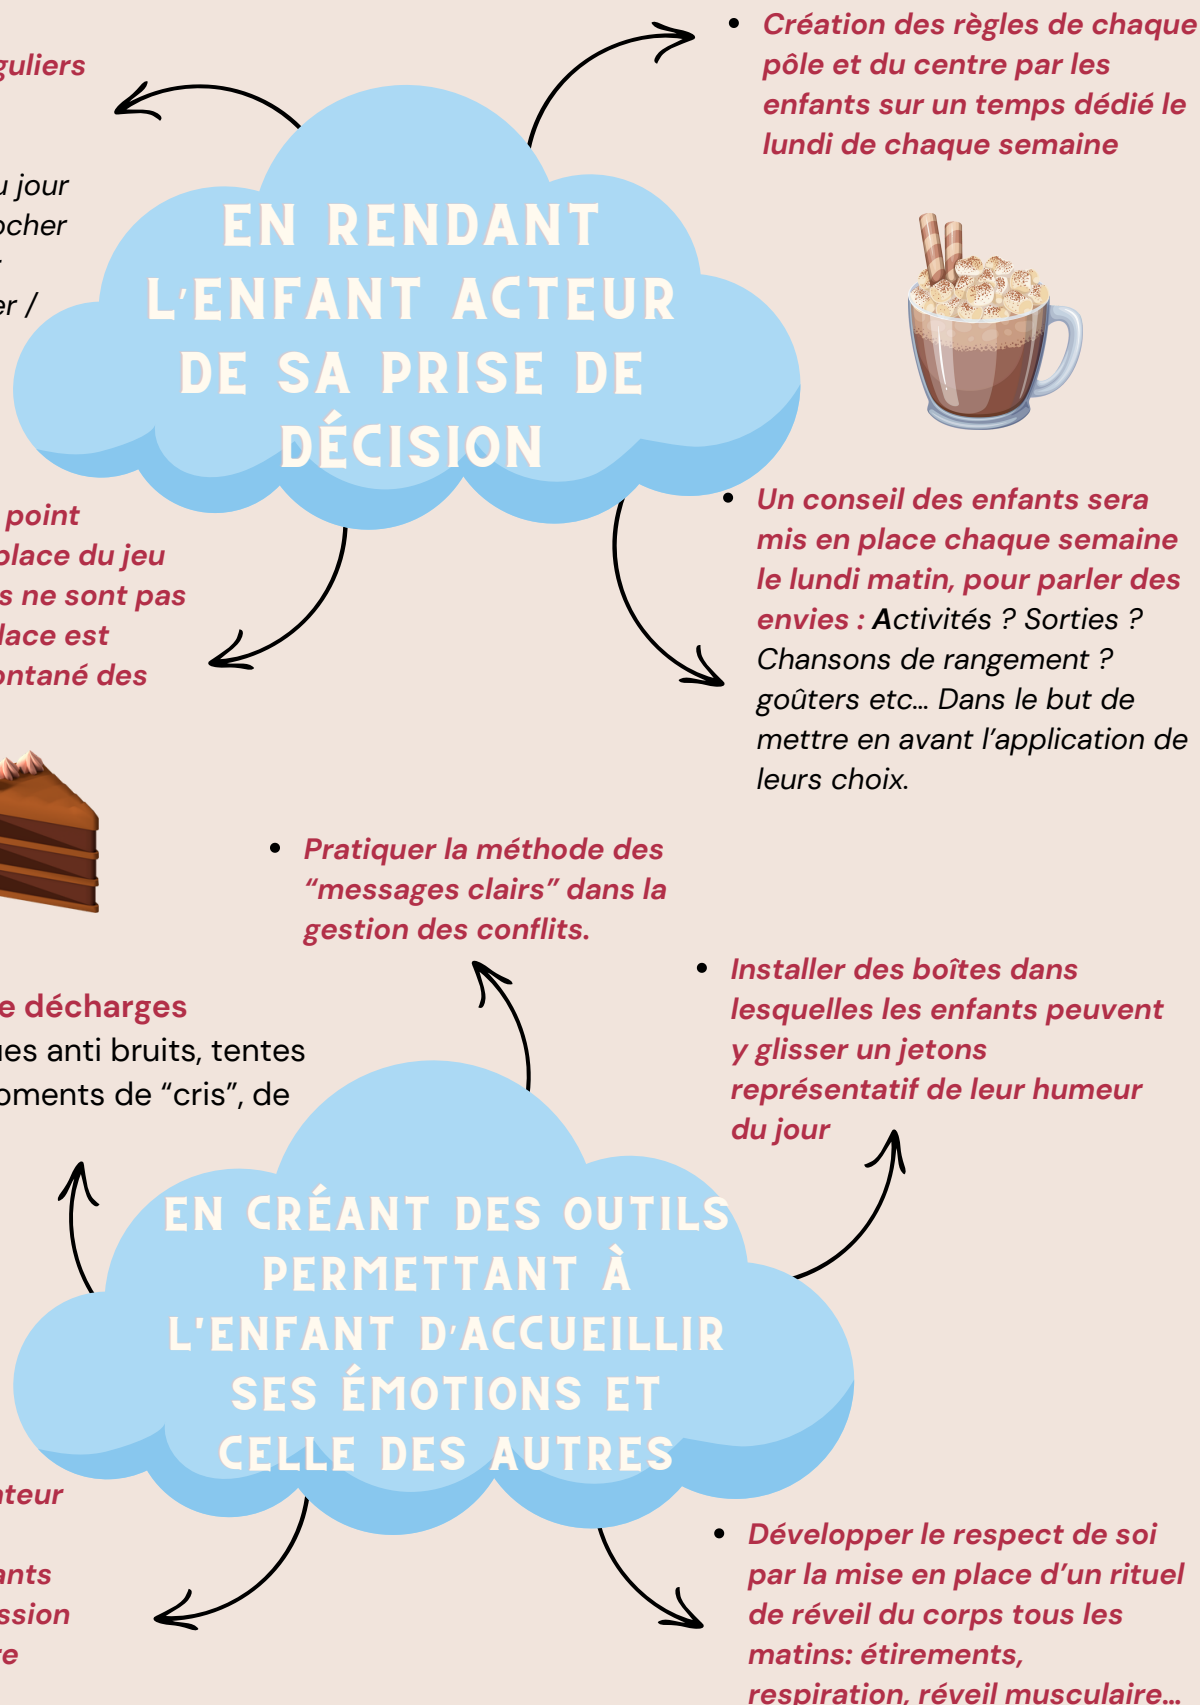 guliers
u jour
ocher
er /
Création des règles de chaque
pôle et du centre par les
enfants sur un temps dédié le
lundi de chaque semaine
EN RENDANT
L'ENFANT ACTEUR
DE SA PRISE DE
DÉCISION
point
place du jeu
s ne sont pas
lace est
ontané des
Un conseil des enfants sera
mis en place chaque semaine
le lundi matin, pour parler des
envies : Activités ? Sorties ?
Chansons de rangement ?
goûters etc... Dans le but de
mettre en avant l'application de
leurs choix.
Pratiquer la méthode des
“messages clairs” dans la
gestion des conflits.
Installer des boîtes dans
lesquelles les enfants peuvent
y glisser un jetons
représentatif de leur humeur
du jour
e décharges
ues anti bruits, tentes
oments de “cris”, de
EN CRÉANT DES OUTILS
PERMETTANT À
L'ENFANT D'ACCUEILLIR
SES ÉMOTIONS ET
CELLE DES AUTRES
ateur
ants
ssion
re
Développer le respect de soi
par la mise en place d'un rituel
de réveil du corps tous les
matins: étirements,
respiration, réveil musculaire...